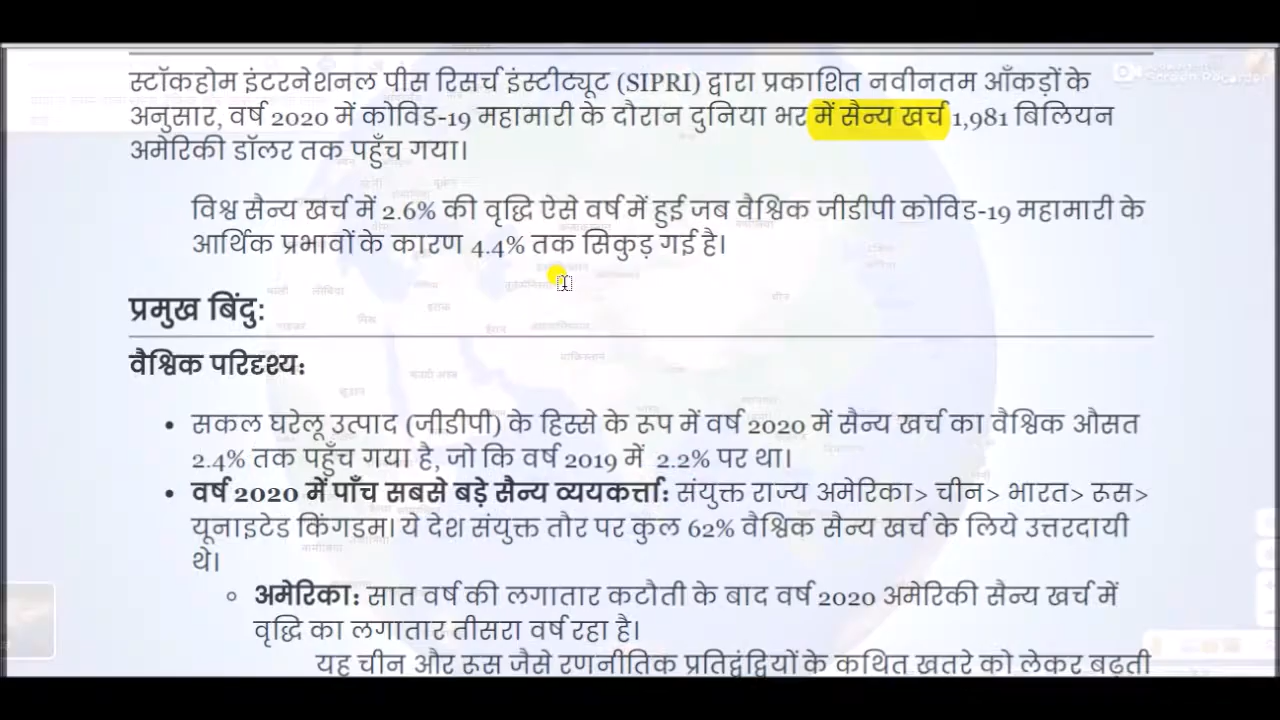 स्टॉकहोम इंटरनेशनल पीस रिसर्च इंस्टीट्यूट (SIPRI) द्वारा प्रकाशित नवीनतम आँकड़ों के
अनुसार, वर्ष 2020 में कोविड-19 महामारी के दौरान दुनिया भर में सैन्य खर्च 1,981 बिलियन
अमेरिकी डॉलर तक पहुँच गया।
विश्व सैन्य खर्च में 2.6% की वृद्धि ऐसे वर्ष में हुई जब वैश्विक जीडीपी कोविड-19 महामारी के
आर्थिक प्रभावों के कारण 4.4% तक सिकुड़ गई है।
प्रमुख बिंदु:
वैश्विक परिदृश्य:
• सकल घरेलू उत्पाद (जीडीपी) के हिस्से के रूप में वर्ष 2020 में सैन्य खर्च का वैश्विक औसत
2.4% तक पहुँच गया है, जो कि वर्ष 2019 में 2.2% पर था।
• वर्ष 2020 में पाँच सबसे बड़े सैन्य व्ययकर्त्ता: संयुक्त राज्य अमेरिका> चीन> भारत> रूस>
यूनाइटेड किंगडम। ये देश संयुक्त तौर पर कुल 62% वैश्विक सैन्य खर्च के लिये उत्तरदायी
थे।
○ अमेरिका: सात वर्ष की लगातार कटौती के बाद वर्ष 2020 अमेरिकी सैन्य खर्च में
वृद्धि का लगातार तीसरा वर्ष रहा है।
यह चीन और रूस जैसे रणनीतिक प्रतिद्वंद्वियों के कथित खतरे को लेकर बढ़ती
Screen Recorder